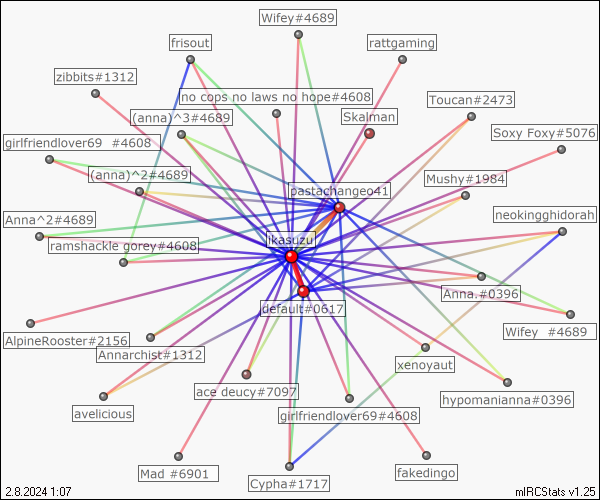 Wifey#4689
frisout
rattgaming
zibbits#1312
no cops no laws no hope#4608
Toucan#2473
(anna)^3#4689
Skalman
Soxy Foxy#5076
girlfriendlover69  #4608
(anna)^2#4689
Mushy#1984
pastachangeo41
Anna^2#4689
neokingghidorah
ramshackle gorey#4608
ikasuzu
Anna.#0396
default#0617
Wifey  #4689
AlpineRooster#2156
Annarchist#1312
xenoyaut
ace deucy#7097
hypomanianna#0396
avelicious
girlfriendlover69#4608
Mad #6901
fakedingo
Cypha#1717
2.8.2024 1:07
mIRCStats v1.25